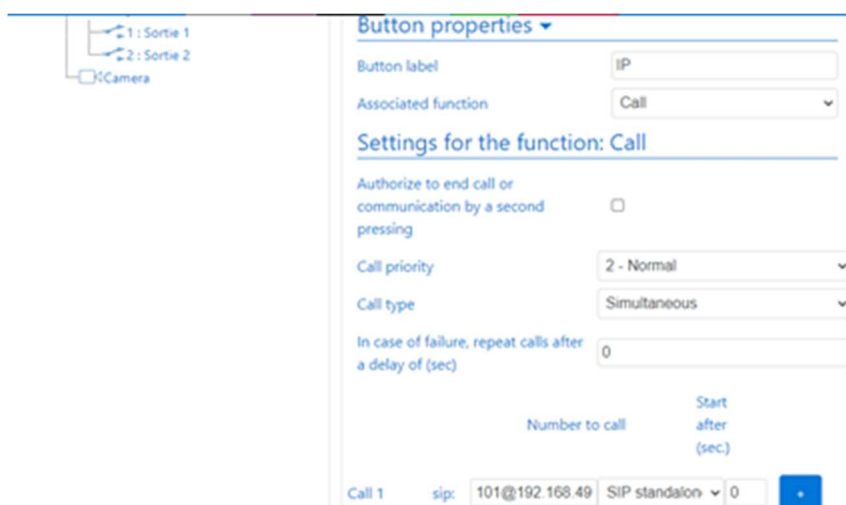 1 : Sortie 1
2 : Sortie 2
Camera
Button properties
Button label IP
Associated function Call
Settings for the function: Call
Authorize to end call or
communication by a second
pressing
Call priority 2 - Normal
Call type Simultaneous
In case of failure, repeat calls after
a delay of (sec) 0
Number to call Start
after
(sec.)
Call 1 sip: 101@192.168.49 SIP standalon 0 +